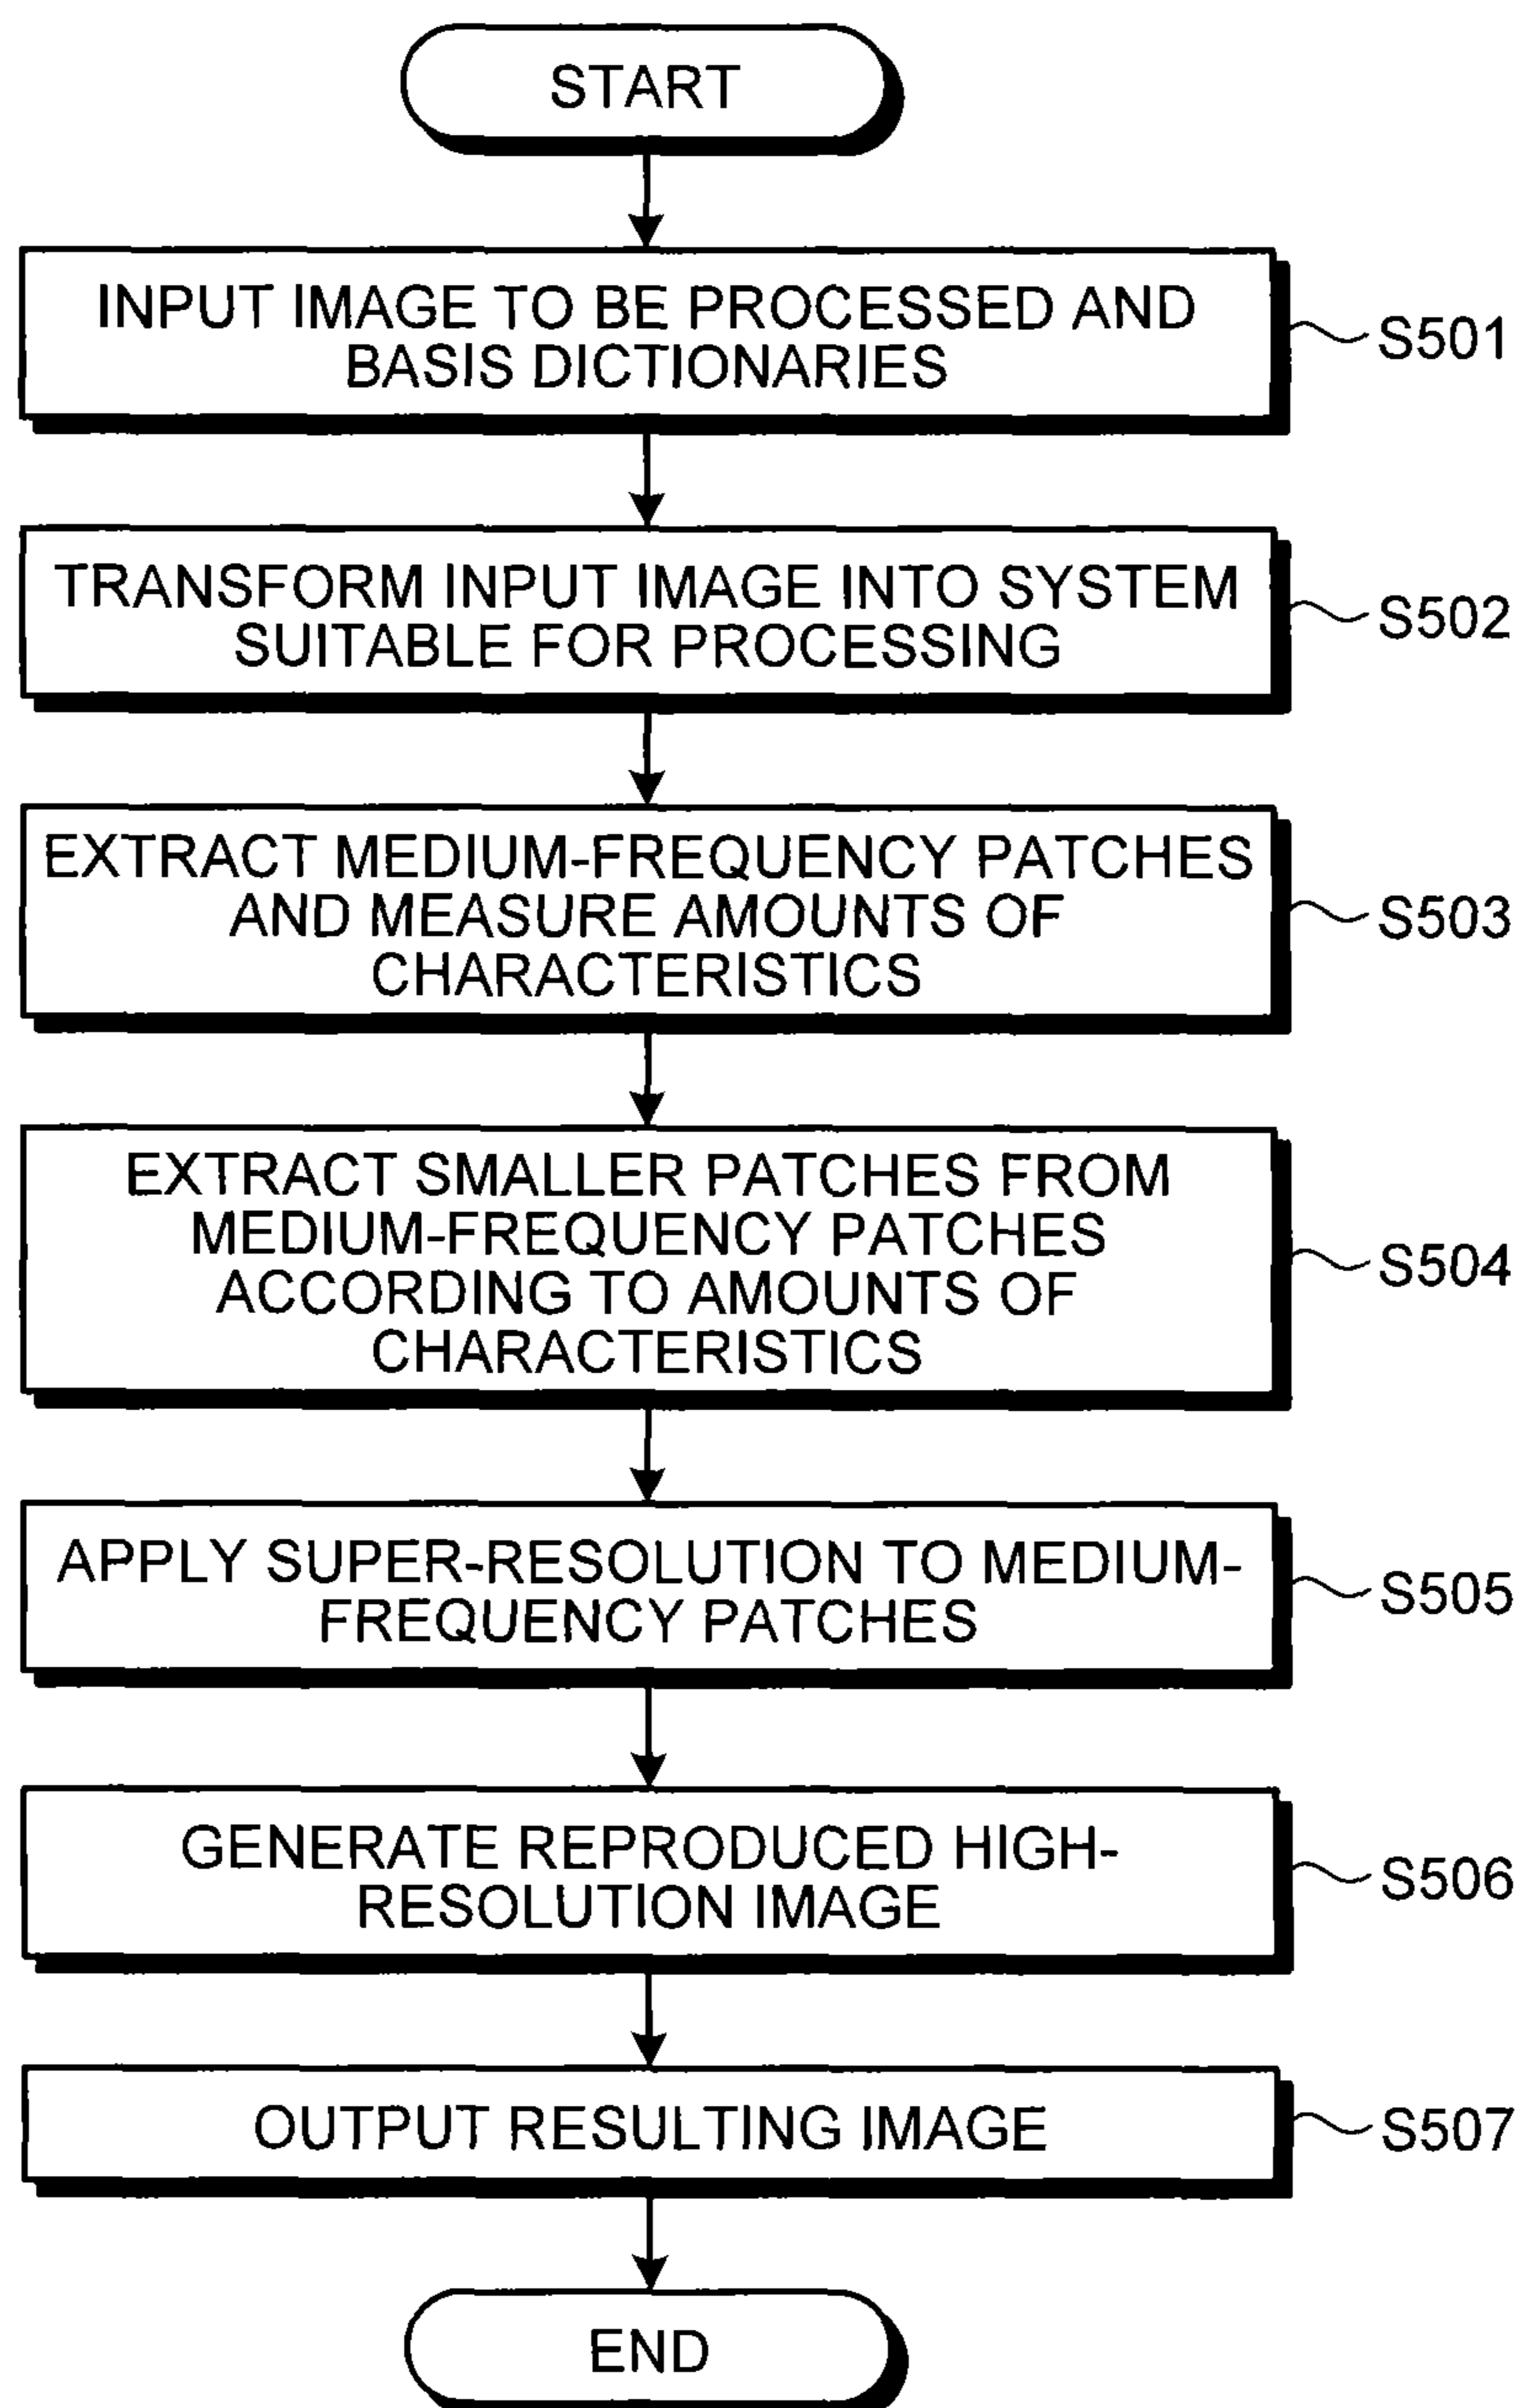 START
INPUT IMAGE TO BE PROCESSED AND
BASIS DICTIONARIES
S501
TRANSFORM INPUT IMAGE INTO SYSTEM
SUITABLE FOR PROCESSING
S502
EXTRACT MEDIUM-FREQUENCY PATCHES
AND MEASURE AMOUNTS OF
CHARACTERISTICS
S503
EXTRACT SMALLER PATCHES FROM
MEDIUM-FREQUENCY PATCHES
ACCORDING TO AMOUNTS OF
CHARACTERISTICS
S504
APPLY SUPER-RESOLUTION TO MEDIUM-
FREQUENCY PATCHES
S505
GENERATE REPRODUCED HIGH-
RESOLUTION IMAGE
S506
OUTPUT RESULTING IMAGE
S507
END